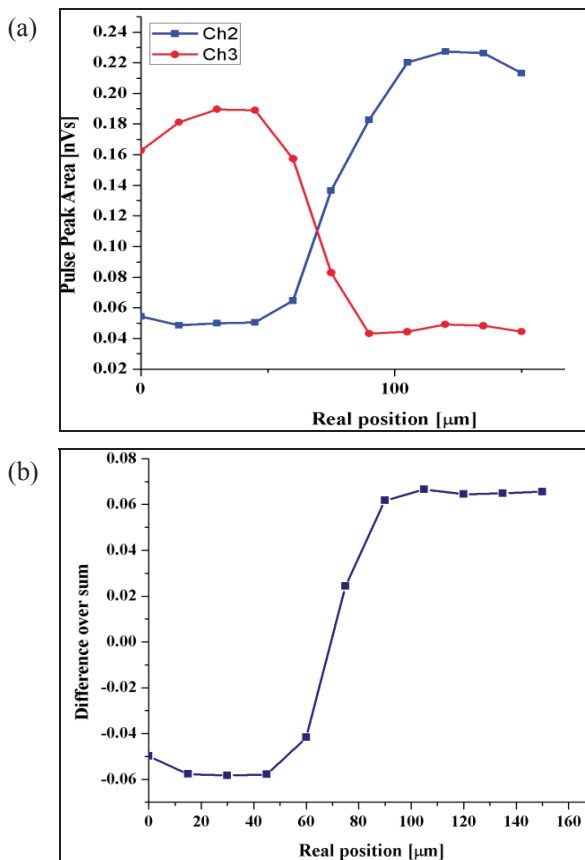 (a)
Ch2
Ch3
Pulse Peak Area [nVs]
0.24
0.22
0.20
0.18
0.16
0.14
0.12
0.10
0.08
0.06
0.04
0.02
0
100
Real position [μm]
(b)
Difference over sum
0.08
0.06
0.04
0.02
0.00
-0.02
-0.04
-0.06
0 20 40 60 80 100 120 140 160
Real position [μm]